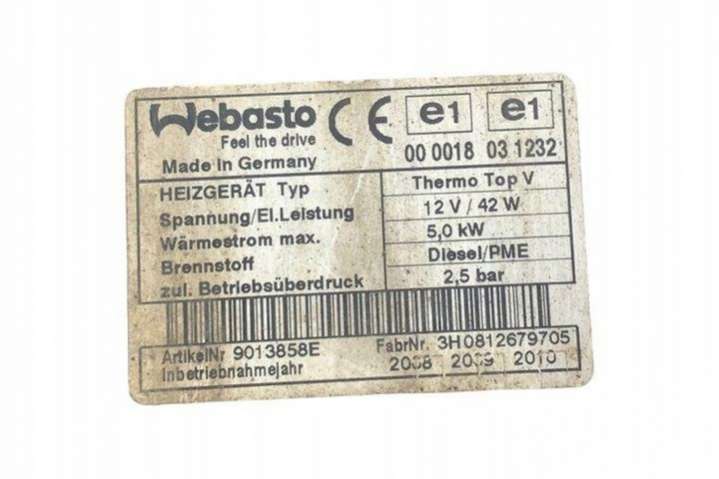 Webasto CE e1 e1
Feel the drive
Made in Germany 00 0018 03 1232
HEIZGERÄT Typ Thermo Top V
Spannung/El.Leistung 12 V / 42 W
Wärmestrom max. 5,0 kW
Brennstoff Diesel/PME
zul. Betriebsüberdruck 2,5 bar
ArtikelNr 9013858E FabrNr. 3H0812679705
Inbetriebnahmejahr 2008 2009 2010